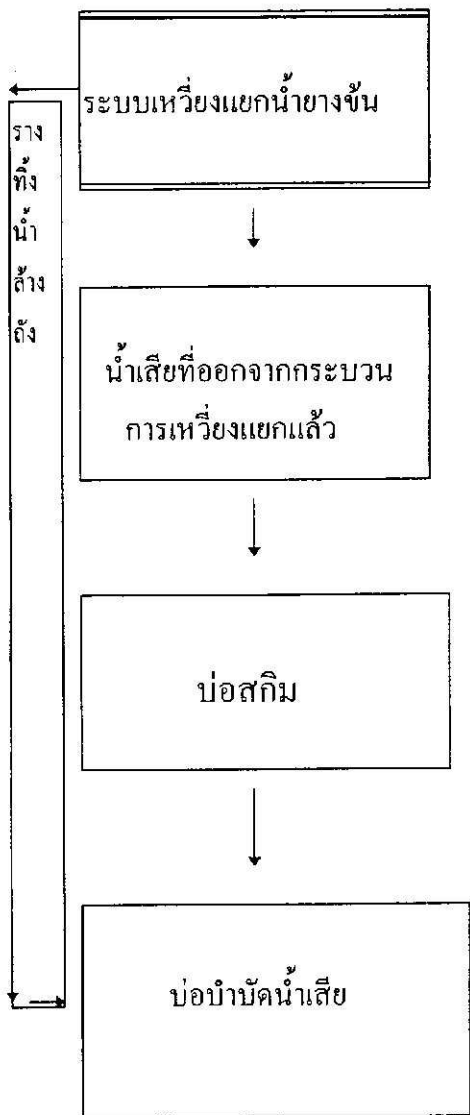 ระบบเหวี่ยงแยกน้ำยางข้น
ราง
ทิ้ง
น้ำ
ล้าง
ถัง
น้ำเสียที่ออกจากกระบวน
การเหวี่ยงแยกแล้ว
บ่อสกิม
บ่อบำบัดน้ำเสีย